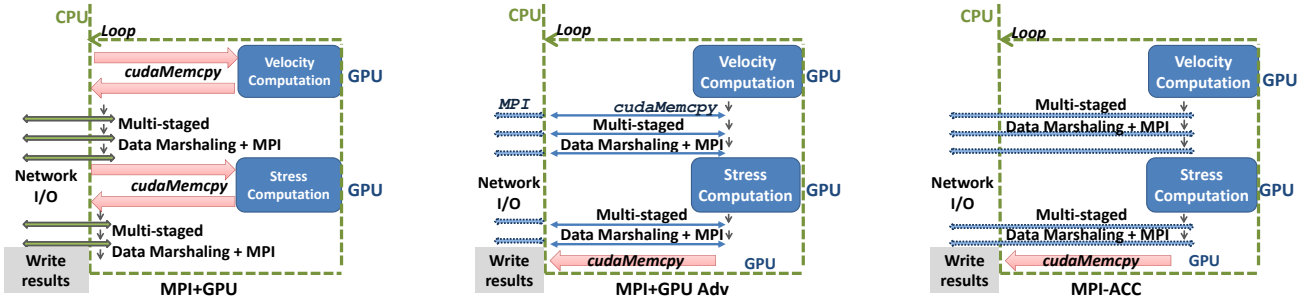 CPU
Loop
Velocity
Computation
GPU
cudaMemcpy
Multi-staged
Data Marshaling + MPI
Network
I/O
cudaMemcpy
Stress
Computation
GPU
Multi-staged
Data Marshaling + MPI
Write
results
MPI+GPU
CPU
Loop
Velocity
Computation
GPU
MPI
cudaMemcpy
Multi-staged
Data Marshaling + MPI
Network
I/O
Stress
Computation
GPU
Multi-staged
Data Marshaling + MPI
Write
results
cudaMemcpy
GPU
MPI+GPU Adv
CPU
Loop
Velocity
Computation
GPU
Multi-staged
Data Marshaling + MPI
Network
I/O
Stress
Computation
GPU
Multi-staged
Data Marshaling + MPI
Write
results
cudaMemcpy
GPU
MPI-ACC